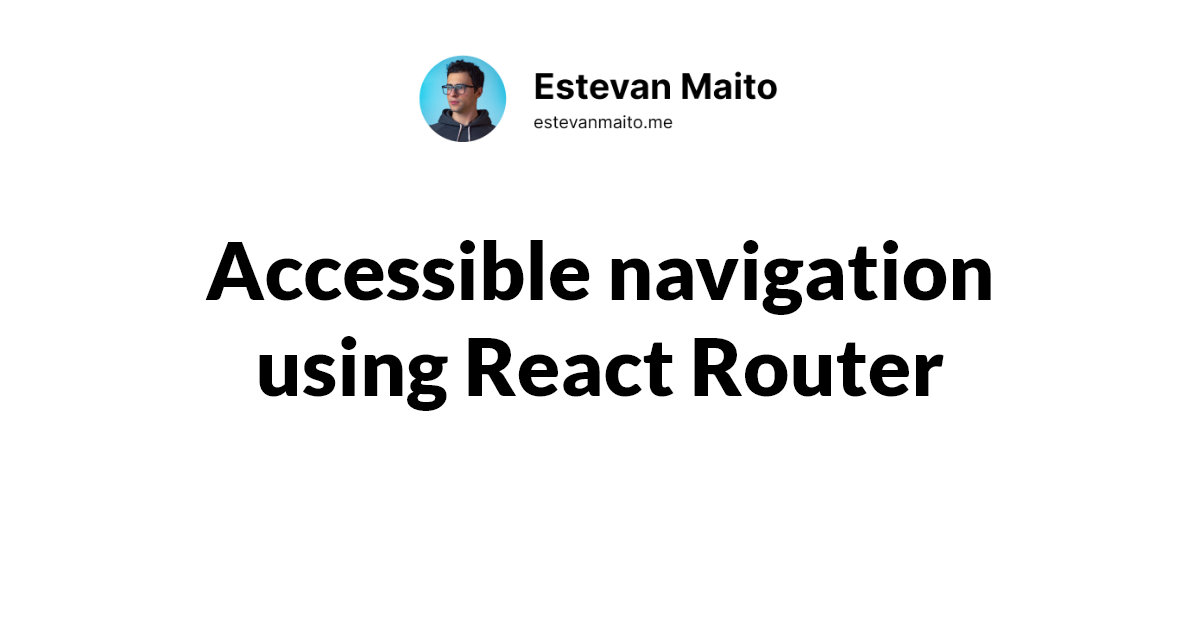 Estevan Maito
estevanmaito.me
Accessible navigation
using React Router